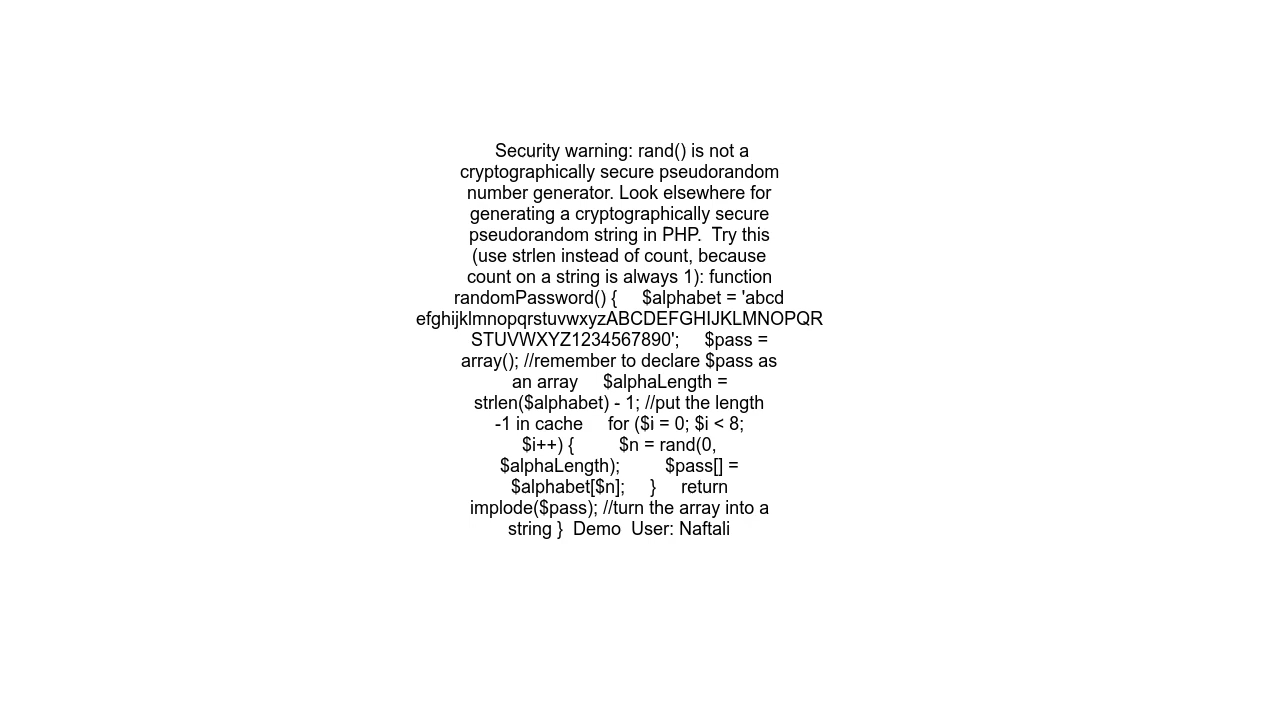 Security warning: rand() is not a
cryptographically secure pseudorandom
number generator. Look elsewhere for
generating a cryptographically secure
pseudorandom string in PHP.  Try this
(use strlen instead of count, because
count on a string is always 1): function
randomPassword() {     $alphabet = 'abcd
efghijklmnopqrstuvwxyzABCDEFGHIJKLMNOPQR
STUVWXYZ1234567890';     $pass =
array(); //remember to declare $pass as
an array     $alphaLength =
strlen($alphabet) - 1; //put the length
-1 in cache     for ($i = 0; $i < 8;
$i++) {         $n = rand(0,
$alphaLength);         $pass[] =
$alphabet[$n];     }     return
implode($pass); //turn the array into a
string }  Demo  User: Naftali